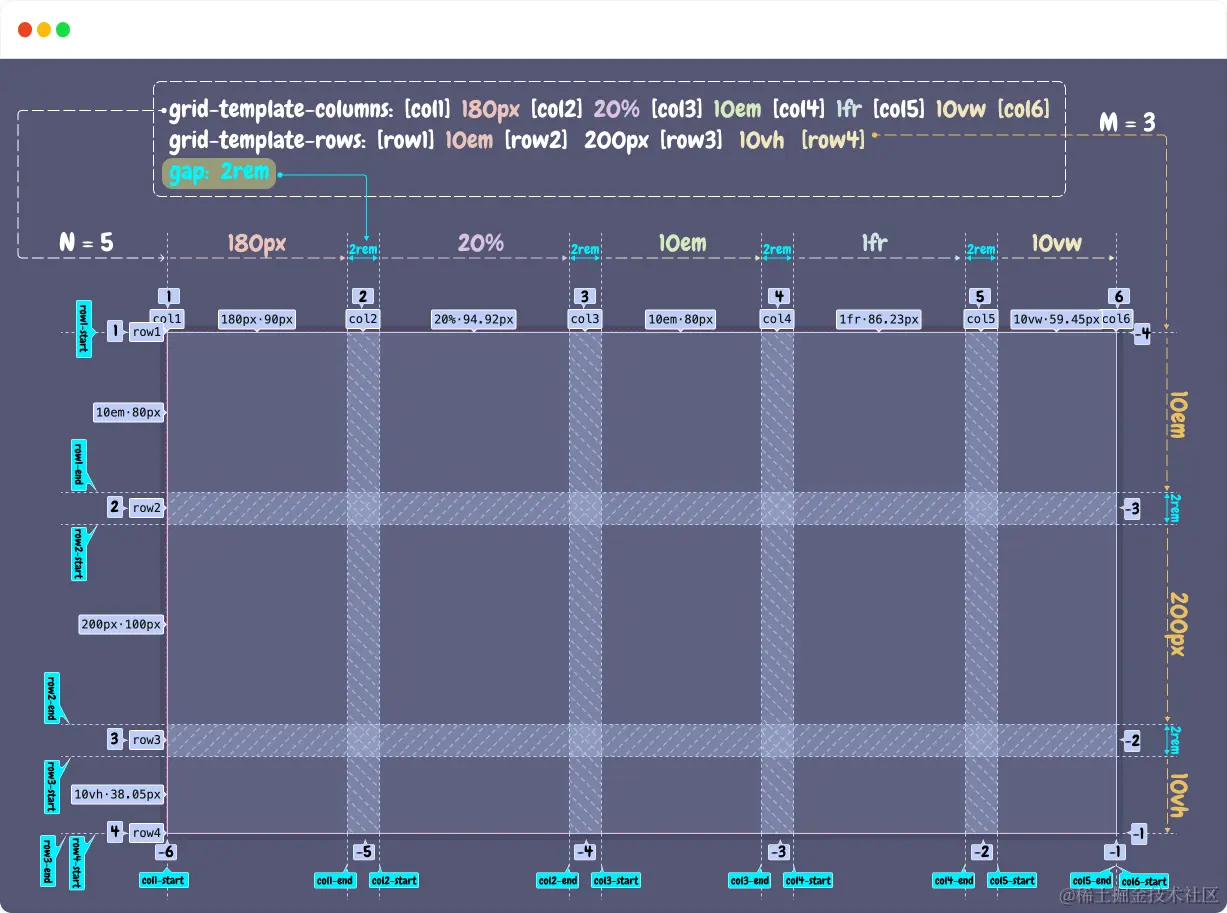 grid-template-columns: [col1] 180px [col2] 20% [col3] 10em [col4] 1fr [col5] 10vw [col6]
grid-template-rows: [row1] 10em [row2] 200px [row3] 10vh [row4]
gap: 2rem
M = 3
N = 5
180px
2rem
20%
2rem
10em
2rem
1fr
2rem
10vw
1
2
3
4
5
6
col1
180px·90px
col2
20%·94.92px
col3
10em·80px
col4
1fr·86.23px
col5
10vw·59.45px
col6
row1-start
1
row1
-4
10em·80px
10em
row1-end
2
row2
-3
2rem
row2-start
200px·100px
200px
row2-end
3
row3
-2
2rem
row3-start
10vh·38.05px
10vh
4
row4
-1
row3-end
row4-start
-6
-5
-4
-3
-2
-1
col1-start
col1-end
col2-start
col2-end
col3-start
col3-end
col4-start
col4-end
col5-start
col5-end
col6-start
@稀土掘金技术社区